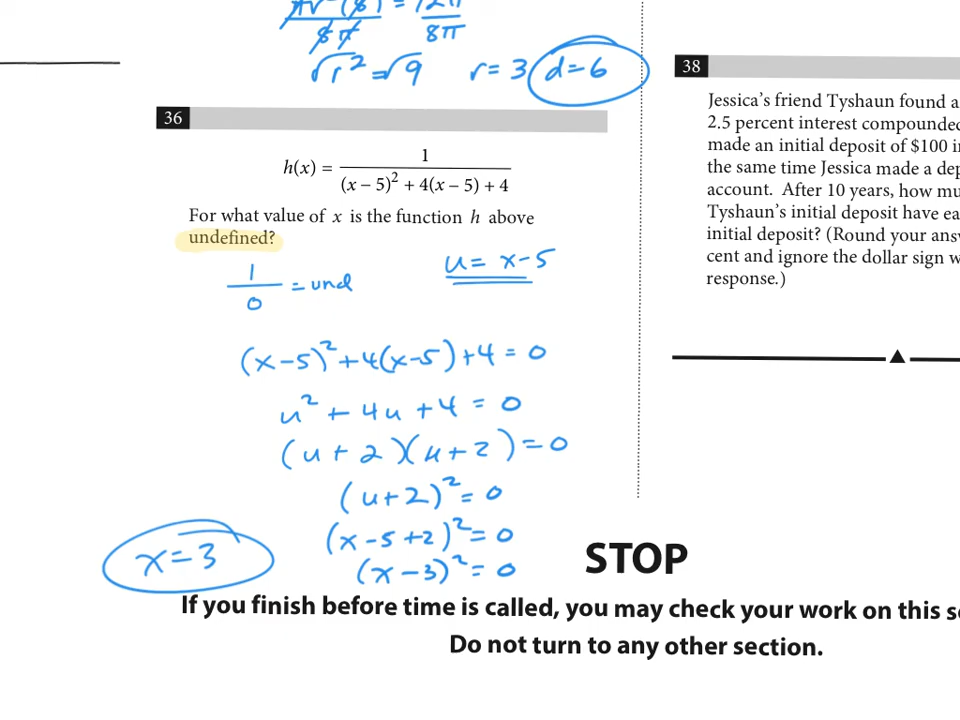 8π
√r² = √9 r = 3 d = 6
36
h(x) = 1 / (x – 5)² + 4(x – 5) + 4
For what value of x is the function h above
undefined?
1 / 0 = und
u = x – 5
(x – 5)² + 4(x – 5) + 4 = 0
u² + 4u + 4 = 0
(u + 2)(u + 2) = 0
(u + 2)² = 0
(x – 5 + 2)² = 0
(x – 3)² = 0
x = 3
38
Jessica’s friend Tyshaun found a
2.5 percent interest compounded
made an initial deposit of $100 i
the same time Jessica made a dep
account. After 10 years, how mu
Tyshaun’s initial deposit have ea
initial deposit? (Round your ans
cent and ignore the dollar sign w
response.)
STOP
If you finish before time is called, you may check your work on this se
Do not turn to any other section.